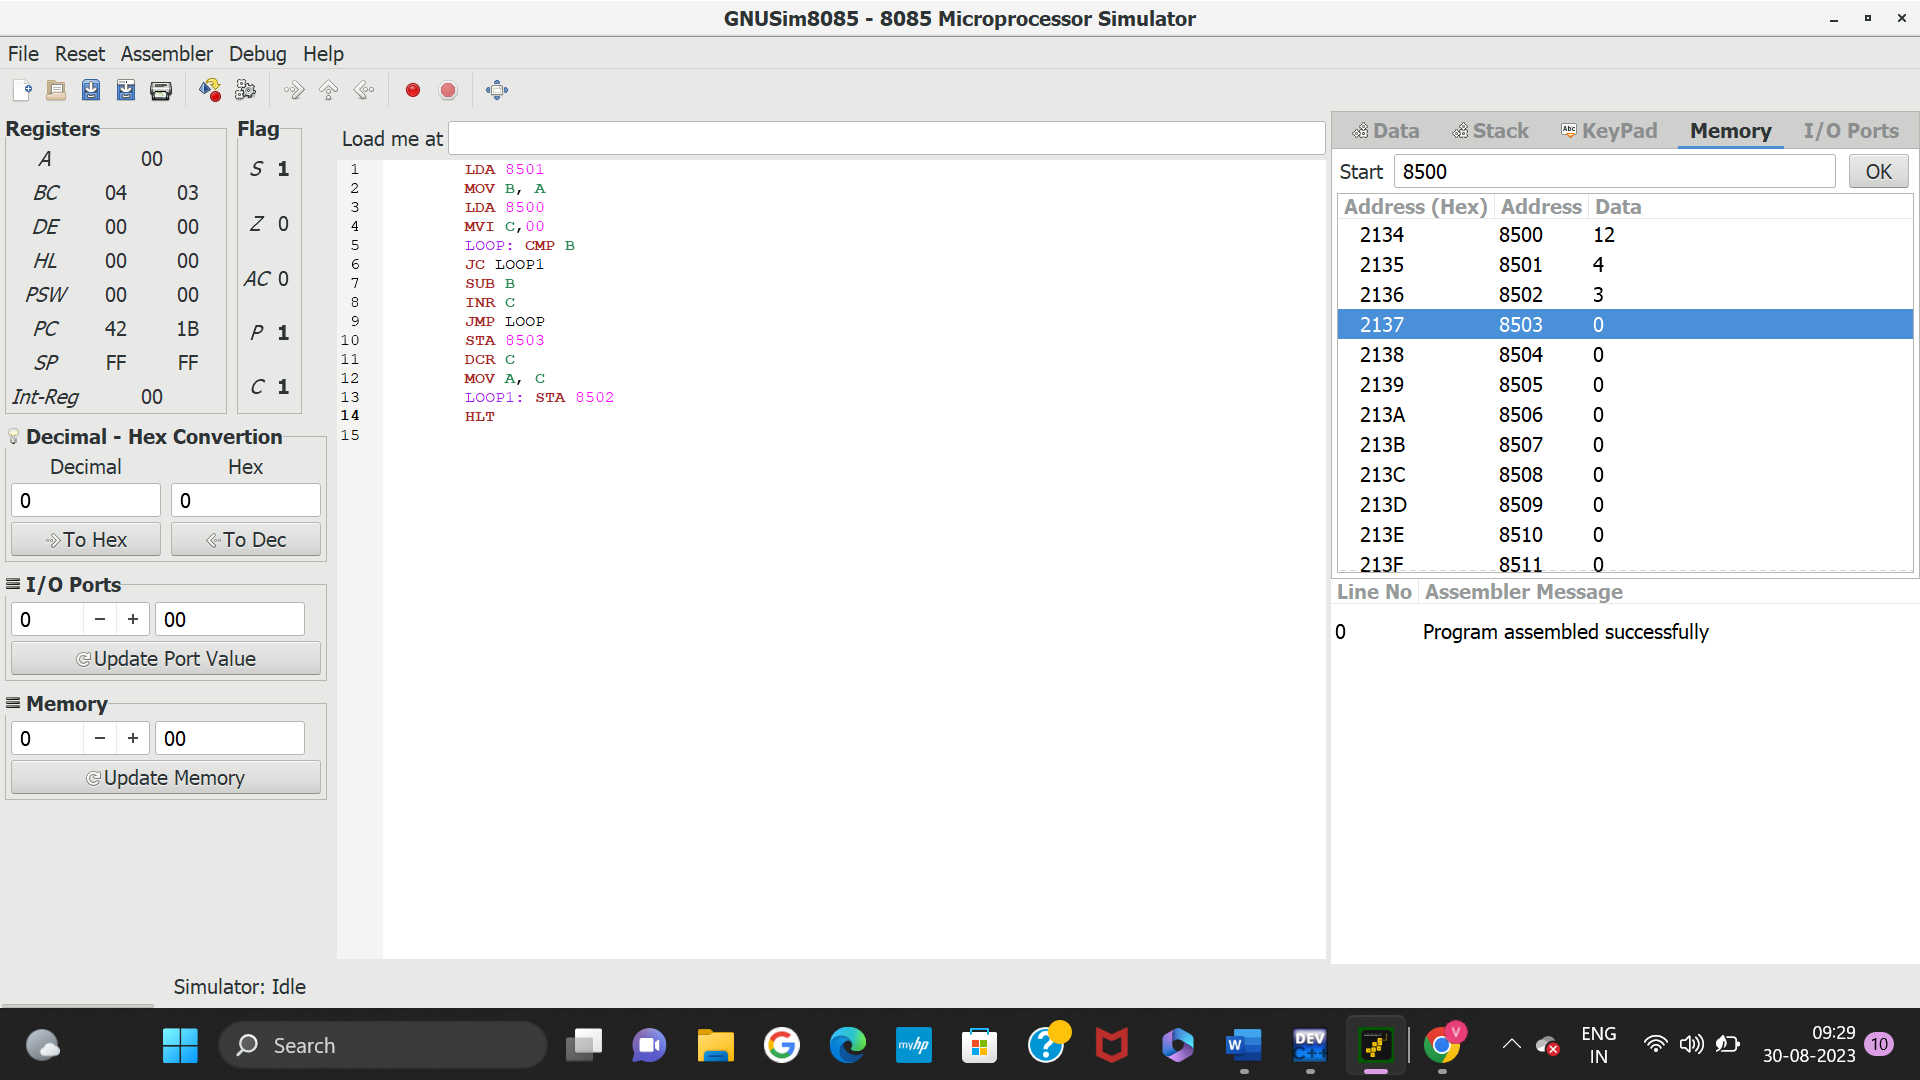 GNUSim8085 - 8085 Microprocessor Simulator
File Reset Assembler Debug Help
Registers
A 00
BC 04 03
DE 00 00
HL 00 00
PSW 00 00
PC 42 1B
SP FF FF
Int-Reg 00
Flag
S 1
Z 0
AC 0
P 1
C 1
Decimal - Hex Convertion
Decimal Hex
0 0
To Hex To Dec
I/O Ports
0 − + 00
Update Port Value
Memory
0 − + 00
Update Memory
Load me at
1 LDA 8501
2 MOV B, A
3 LDA 8500
4 MVI C,00
5 LOOP: CMP B
6 JC LOOP1
7 SUB B
8 INR C
9 JMP LOOP
10 STA 8503
11 DCR C
12 MOV A, C
13 LOOP1: STA 8502
14 HLT
15
Data Stack Abc KeyPad Memory I/O Ports
Start 8500 OK
Address (Hex) Address Data
2134 8500 12
2135 8501 4
2136 8502 3
2137 8503 0
2138 8504 0
2139 8505 0
213A 8506 0
213B 8507 0
213C 8508 0
213D 8509 0
213E 8510 0
213F 8511 0
Line No Assembler Message
0 Program assembled successfully
Simulator: Idle
Search
myhp
W
DEV
C++
V
ENG
IN
09:29
30-08-2023
10